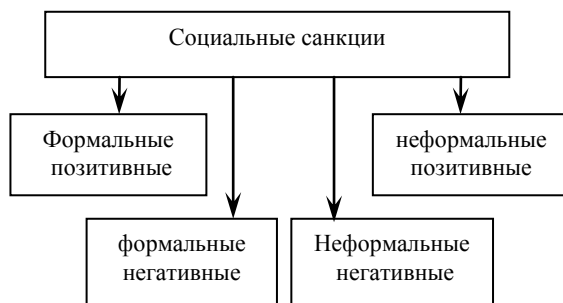 Социальные санкции
Формальные
позитивные
неформальные
позитивные
формальные
негативные
Неформальные
негативные